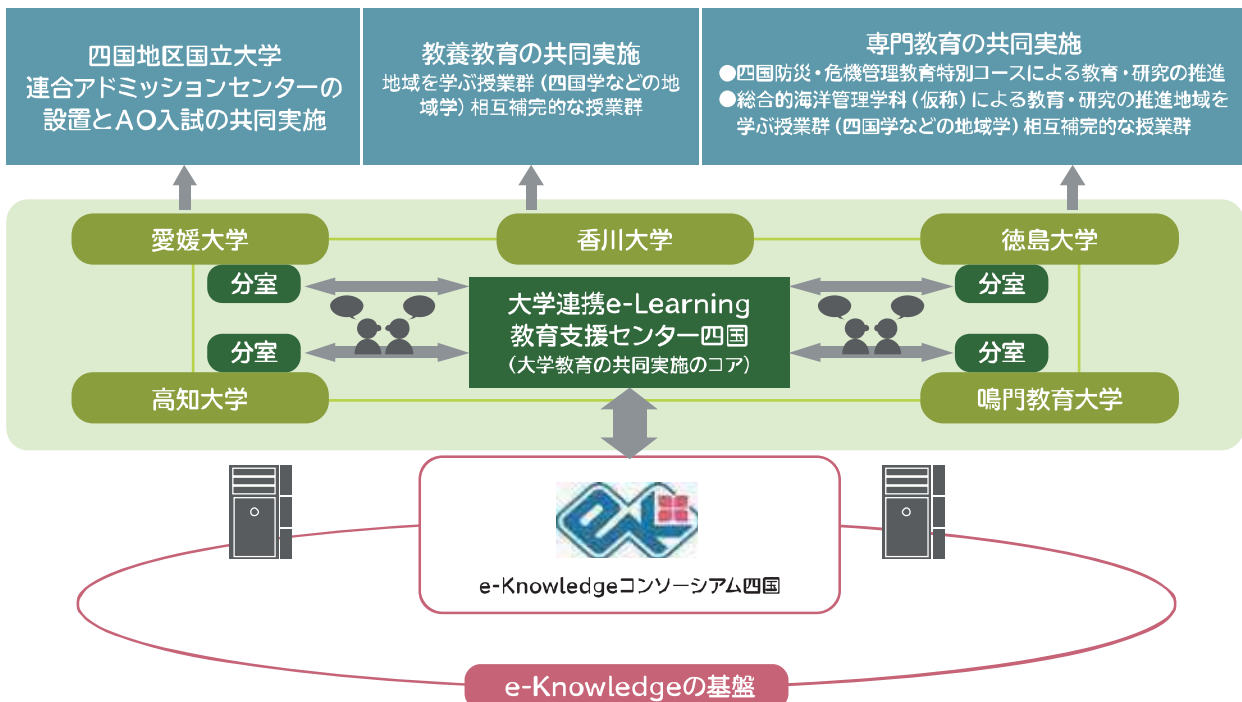 四国地区国立大学
連合アドミッションセンターの
設置とAO入試の共同実施
教養教育の共同実施
地域を学ぶ授業群(四国学などの地
域学)相互補完的な授業群
専門教育の共同実施
●四国防災・危機管理教育特別コースによる教育・研究の推進
●総合的海洋管理学科(仮称)による教育・研究の推進地域を
学ぶ授業群(四国学などの地域学)相互補完的な授業群
愛媛大学
香川大学
徳島大学
分室
分室
大学連携e-Learning
教育支援センター四国
(大学教育の共同実施のコア)
分室
分室
高知大学
鳴門教育大学
e-Knowledgeコンソーシアム四国
e-Knowledgeの基盤